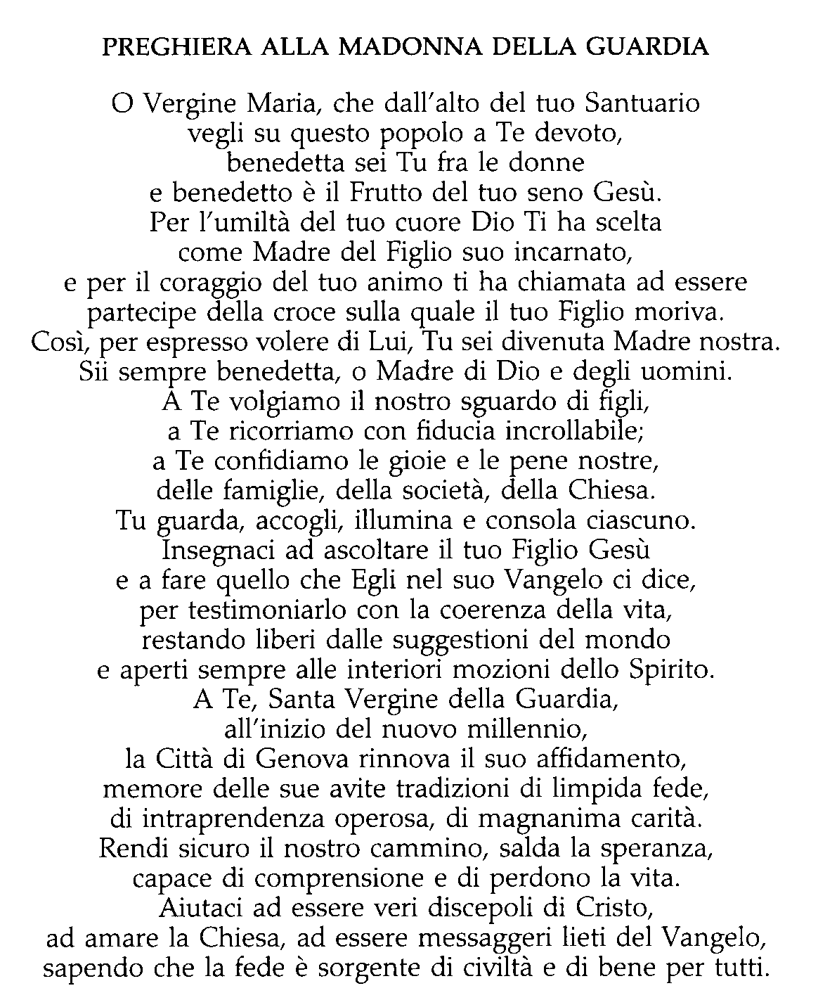 PREGHIERA ALLA MADONNA DELLA GUARDIA
O Vergine Maria, che dall'alto del tuo Santuario
vegli su questo popolo a Te devoto,
benedetta sei Tu fra le donne
e benedetto è il Frutto del tuo seno Gesù.
Per l'umiltà del tuo cuore Dio Ti ha scelta
come Madre del Figlio suo incarnato,
e per il coraggio del tuo animo ti ha chiamata ad essere
partecipe della croce sulla quale il tuo Figlio moriva.
Così, per espresso volere di Lui, Tu sei divenuta Madre nostra.
Sii sempre benedetta, o Madre di Dio e degli uomini.
A Te volgiamo il nostro sguardo di figli,
a Te ricorriamo con fiducia incrollabile;
a Te confidiamo le gioie e le pene nostre,
delle famiglie, della società, della Chiesa.
Tu guarda, accogli, illumina e consola ciascuno.
Insegnaci ad ascoltare il tuo Figlio Gesù
e a fare quello che Egli nel suo Vangelo ci dice,
per testimoniarlo con la coerenza della vita,
restando liberi dalle suggestioni del mondo
e aperti sempre alle interiori mozioni dello Spirito.
A Te, Santa Vergine della Guardia,
all'inizio del nuovo millennio,
la Città di Genova rinnova il suo affidamento,
memore delle sue avite tradizioni di limpida fede,
di intraprendenza operosa, di magnanima carità.
Rendi sicuro il nostro cammino, salda la speranza,
capace di comprensione e di perdono la vita.
Aiutaci ad essere veri discepoli di Cristo,
ad amare la Chiesa, ad essere messaggeri lieti del Vangelo,
sapendo che la fede è sorgente di civiltà e di bene per tutti.